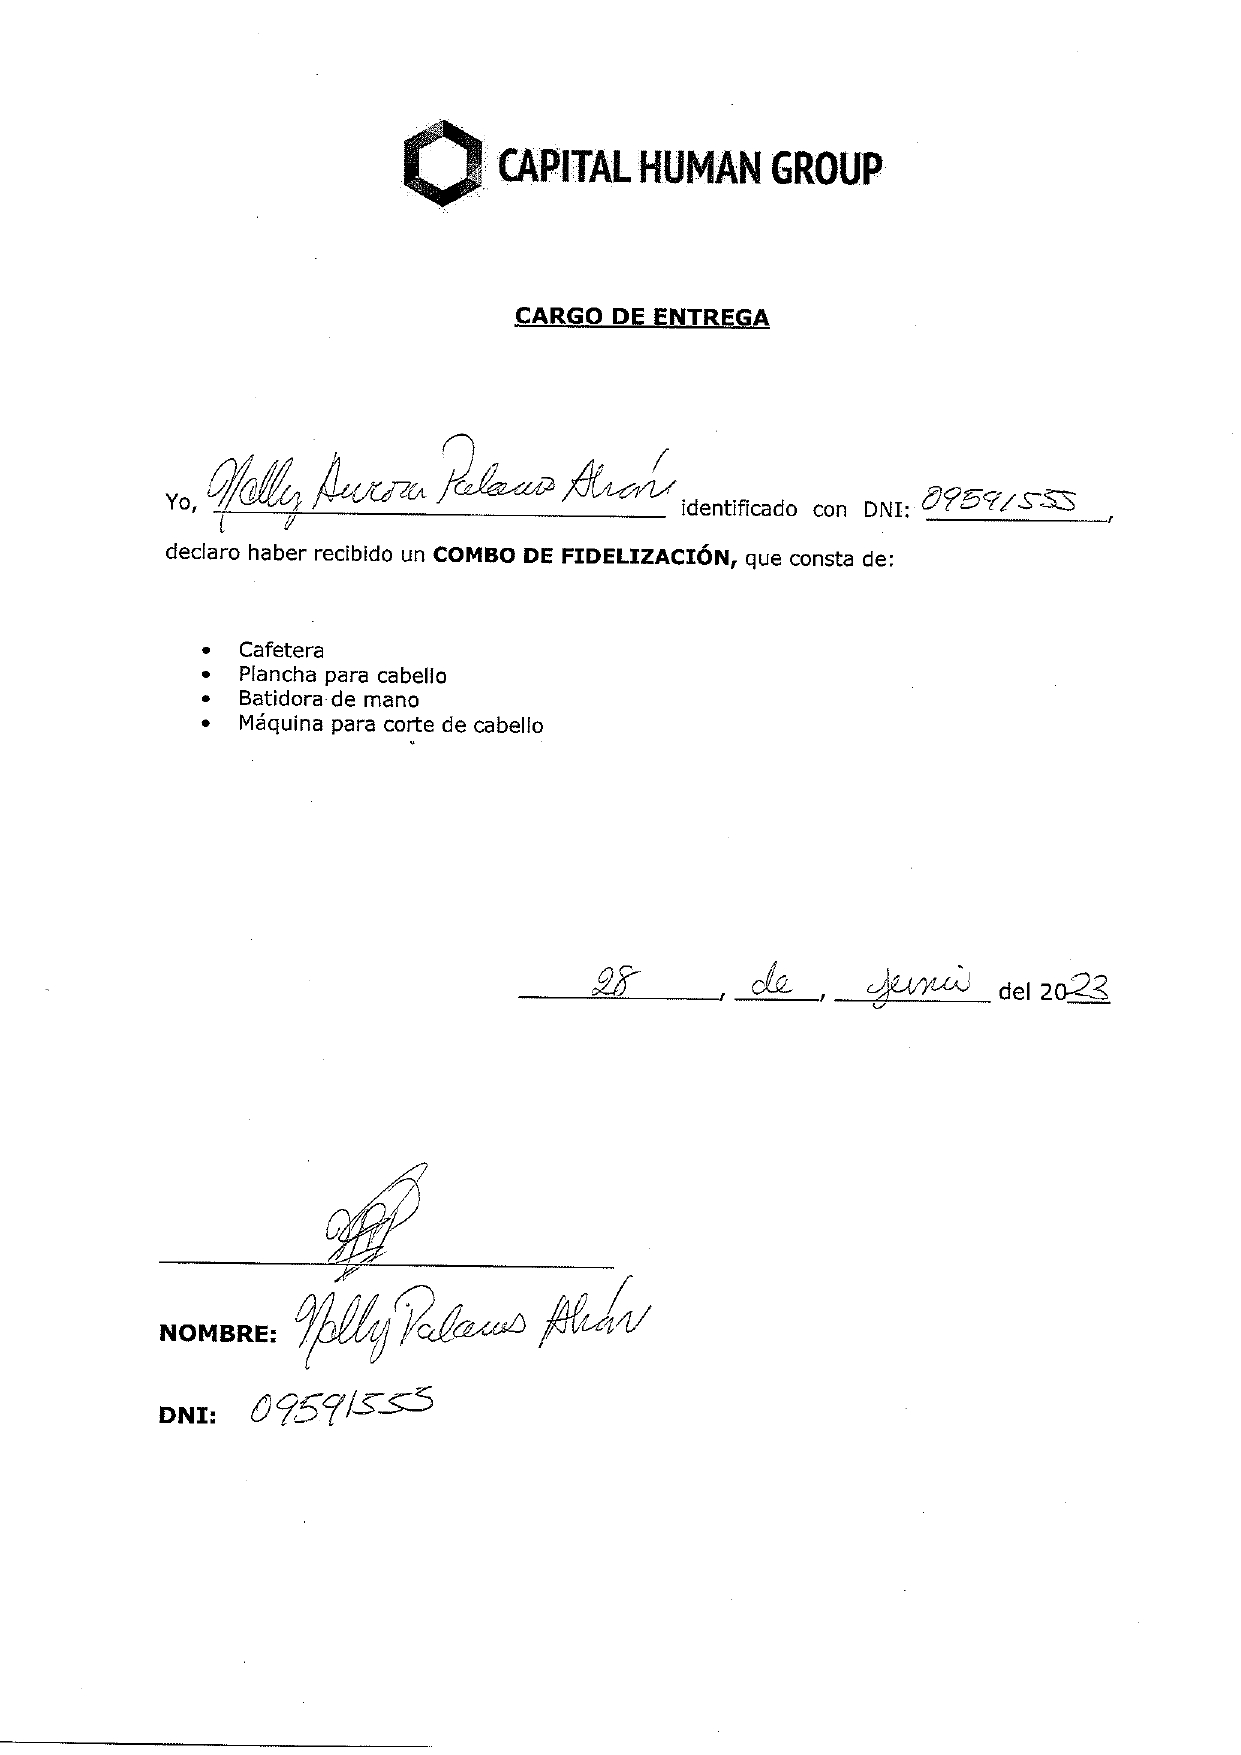 CAPITAL HUMAN GROUP
CARGO DE ENTREGA
Yo, Nelly Aurora Palacios identificado con DNI: 09591555,
declaro haber recibido un COMBO DE FIDELIZACIÓN, que consta de:
• Cafetera
• Plancha para cabello
• Batidora de mano
• Máquina para corte de cabello
28, de, junio del 2023
NOMBRE: Nelly Palacios
DNI: 09591555